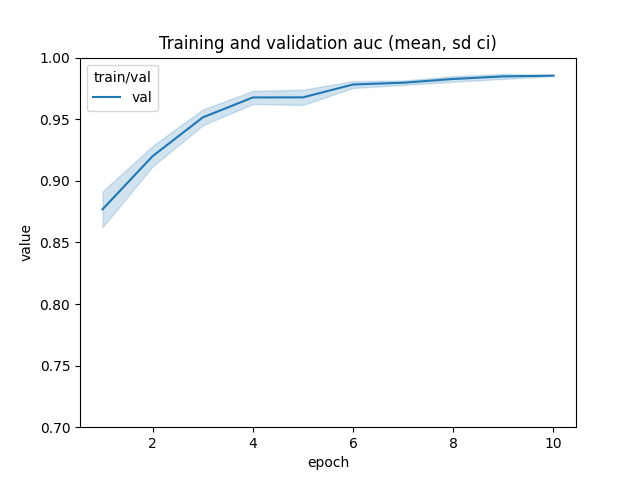 Training and validation auc (mean, sd ci)
train/val
val
1.00
0.95
0.90
0.85
0.80
0.75
0.70
value
2
4
6
8
10
epoch